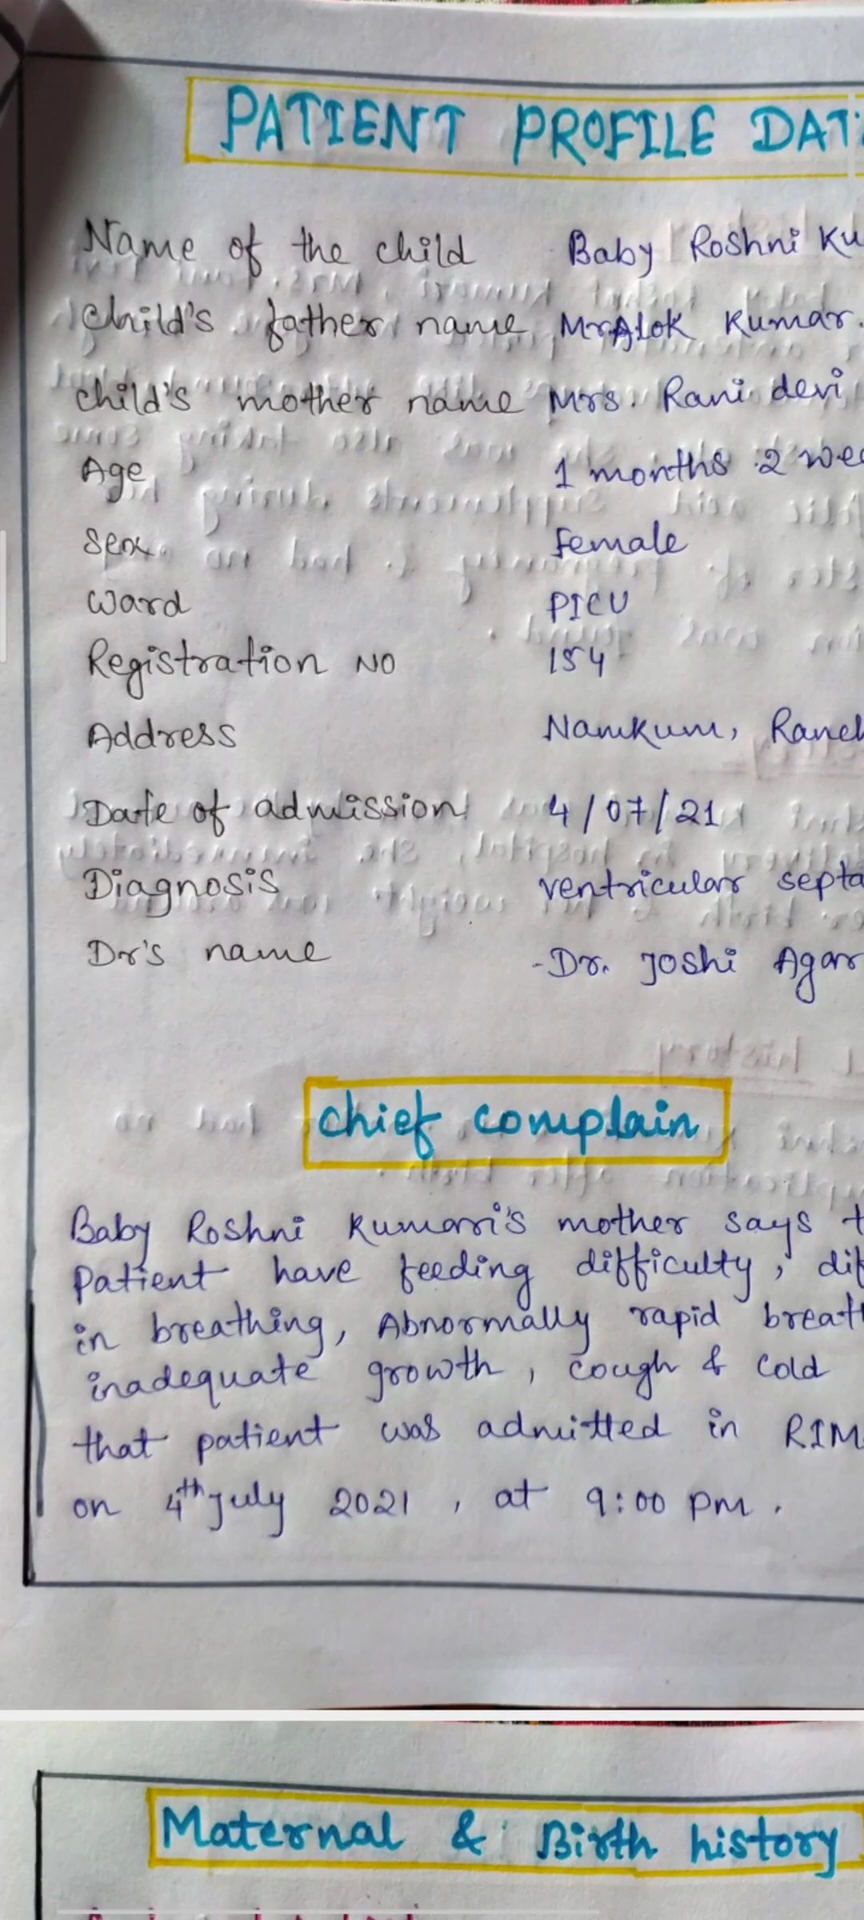 PATIENT PROFILE DAT
Name of the child Baby Roshni Ku
Child's father name Mr Alok Kumar.
child's mother name Mrs. Rani devi
Age 1 months 2 wee
Sex female
Ward PICU
Registration NO 154
Address Namkum, Ranch
Date of admission 4/07/21
Diagnosis ventricular septa
Dr's name -Dr. Joshi Agar
chief complain
Baby Roshni Kumari's mother says t
Patient have feeding difficulty, dif
in breathing, Abnormally rapid breat
inadequate growth, cough & cold
that patient was admitted in RIM
on 4th july 2021, at 9:00 pm.
Maternal & Birth history